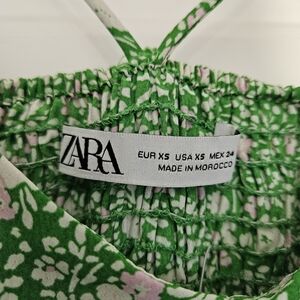 ZARA
EUR XS USA XS MEX 24
MADE IN MOROCCO